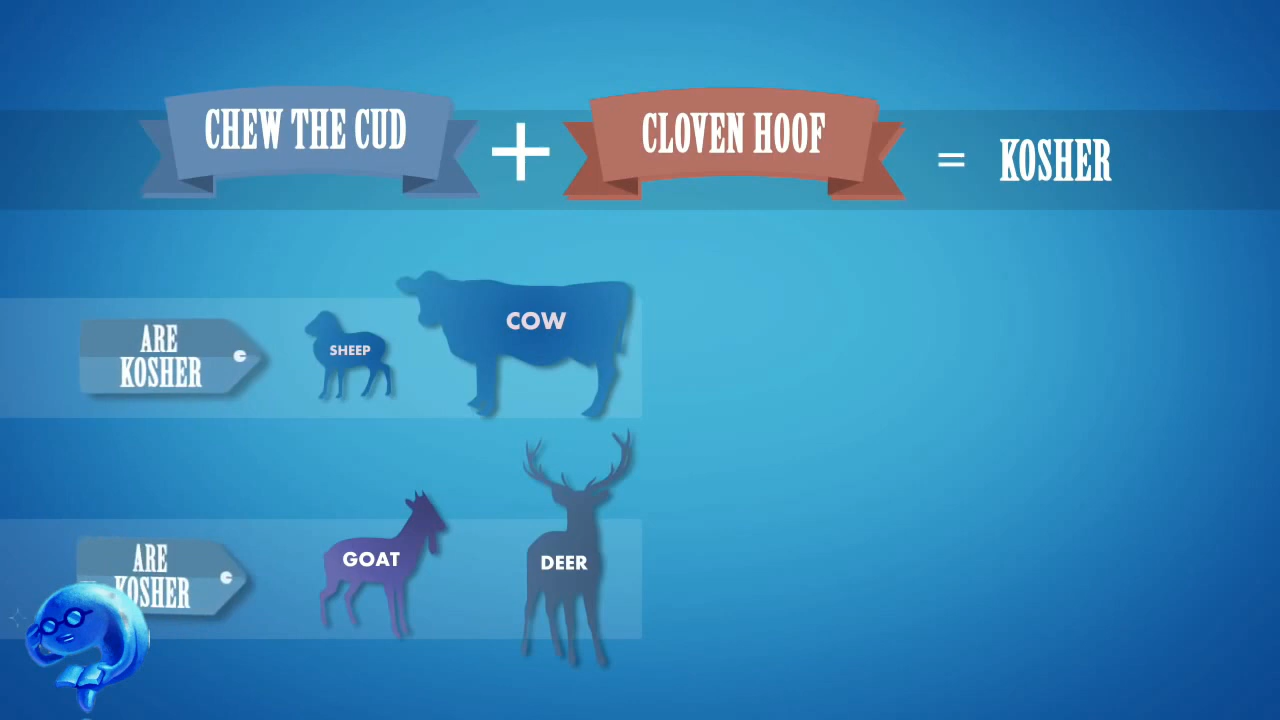 CHEW THE CUD + CLOVEN HOOF = KOSHER
ARE
KOSHER
SHEEP
COW
ARE
KOSHER
GOAT
DEER